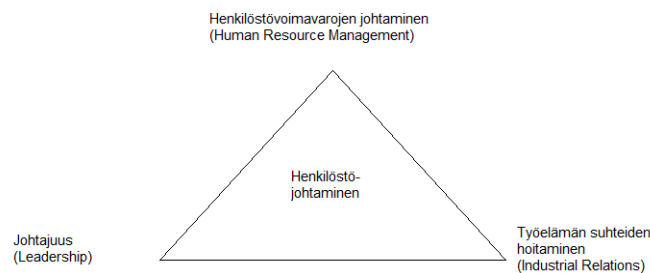 Henkilöstövoimavarojen johtaminen
(Human Resource Management)
Henkilöstö-
johtaminen
Johtajuus
(Leadership)
Työelämän suhteiden
hoitaminen
(Industrial Relations)